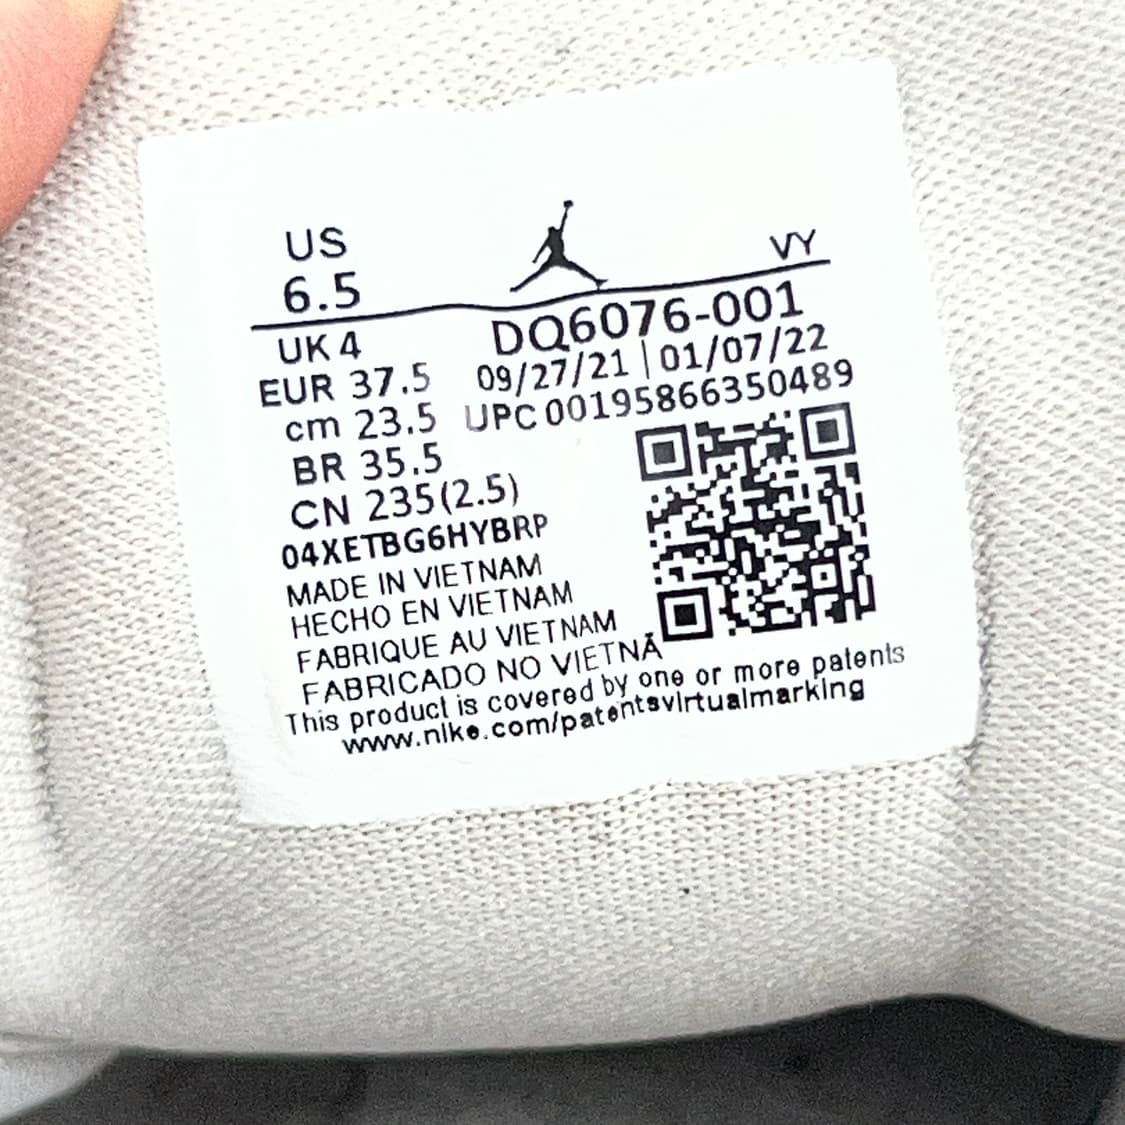 US
6.5
VY
UK 4
EUR 37.5
cm 23.5
BR 35.5
CN 235(2.5)
DQ6076-001
09/27/21 | 01/07/22
UPC 00195866350489
04XETBG6HYBRP
MADE IN VIETNAM
HECHO EN VIETNAM
FABRIQUE AU VIETNAM
FABRICADO NO VIETNÃ
This product is covered by one or more patents
www.nike.com/patentsvirtualmarking